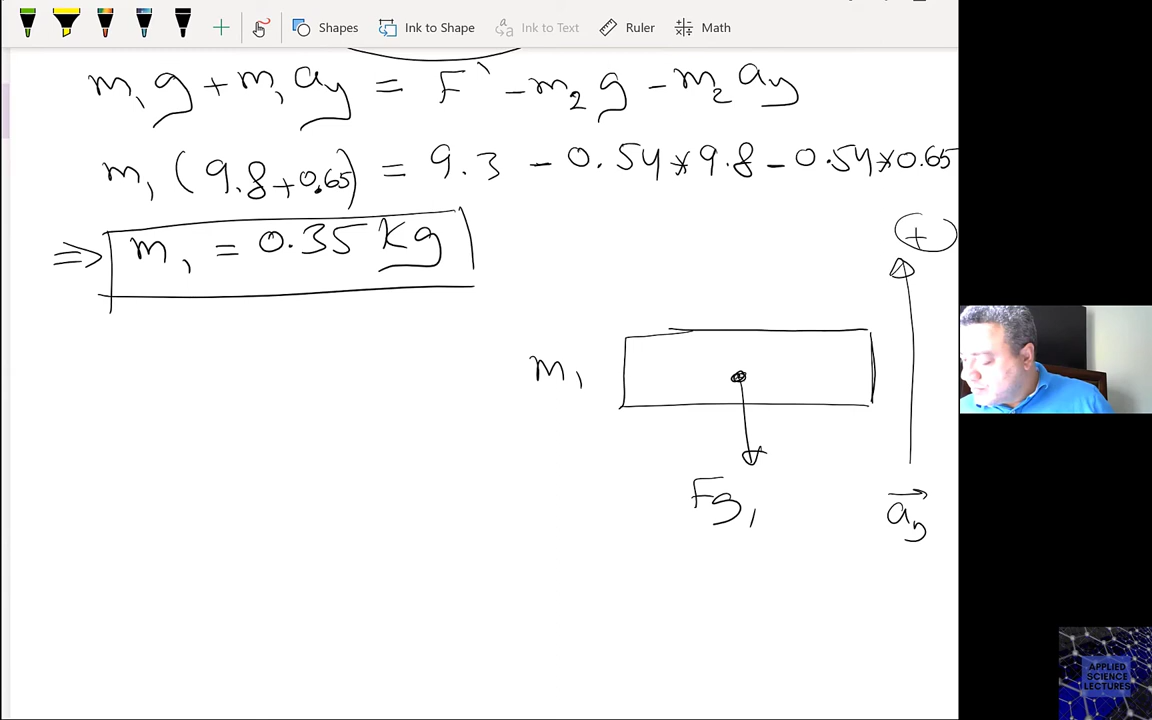 Shapes Ink to Shape Ink to Text Ruler Math
m₁g + m₁ay = F - m₂g - m₂ay
m₁ (9.8+0.65) = 9.3 - 0.54*9.8 - 0.54*0.65
⇒ m₁ = 0.35 kg
+
m₁
Fg₁
ay
APPLIED
SCIENCE
LECTURES